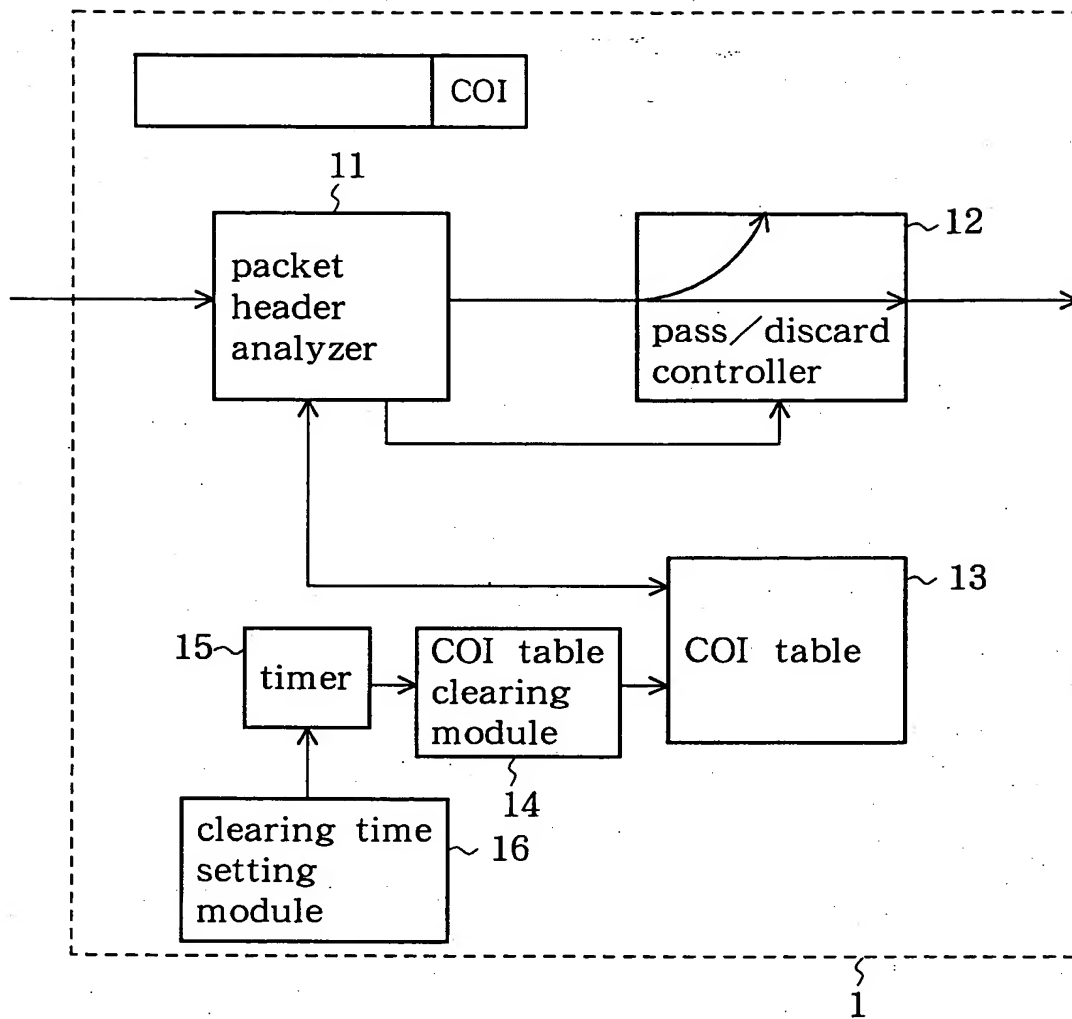 COI
11
packet
header
analyzer
12
pass／discard
controller
13
COI table
15
timer
COI table
clearing
module
14
clearing time
setting
module
16
1